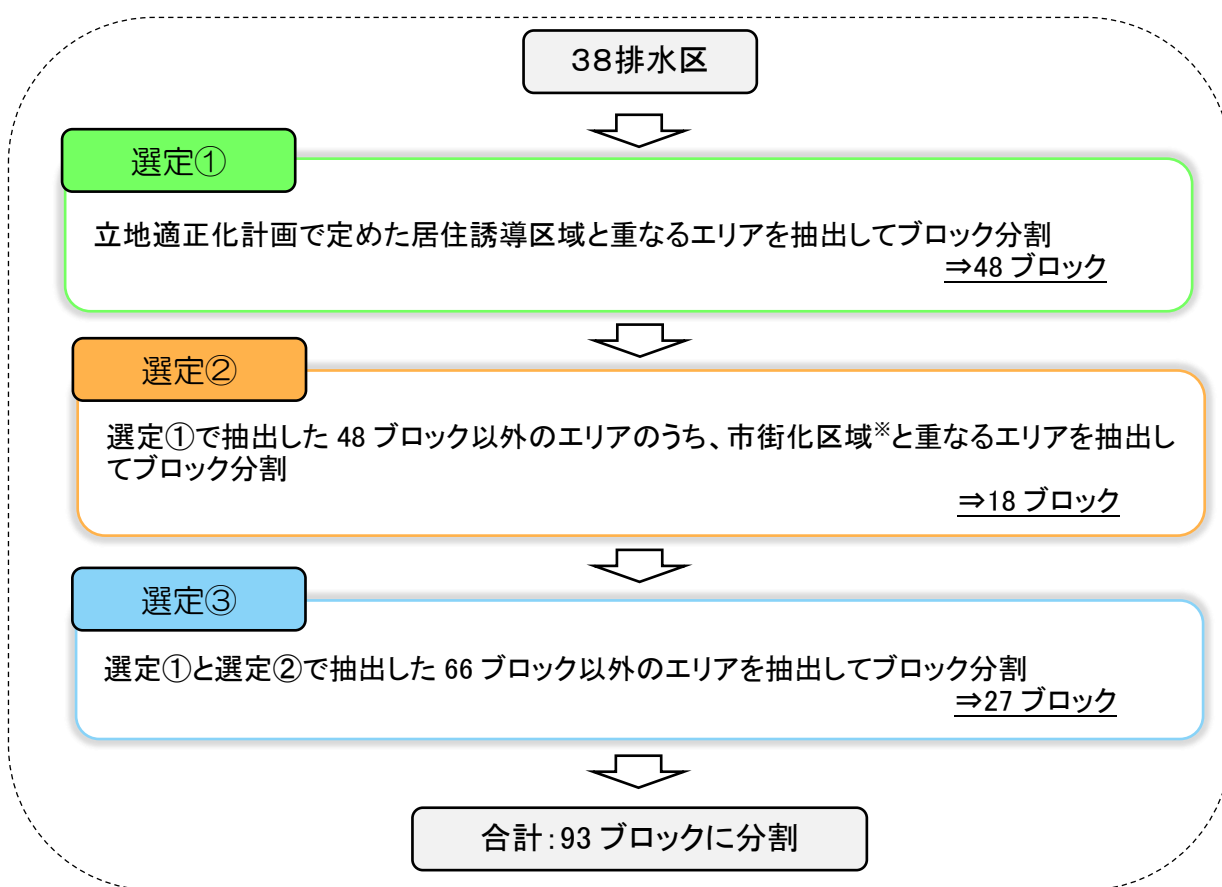 38排水区
選定①
立地適正化計画で定めた居住誘導区域と重なるエリアを抽出してブロック分割
⇒48 ブロック
選定②
選定①で抽出した 48 ブロック以外のエリアのうち、市街化区域※と重なるエリアを抽出し
てブロック分割
⇒18 ブロック
選定③
選定①と選定②で抽出した 66 ブロック以外のエリアを抽出してブロック分割
⇒27 ブロック
合計:93 ブロックに分割